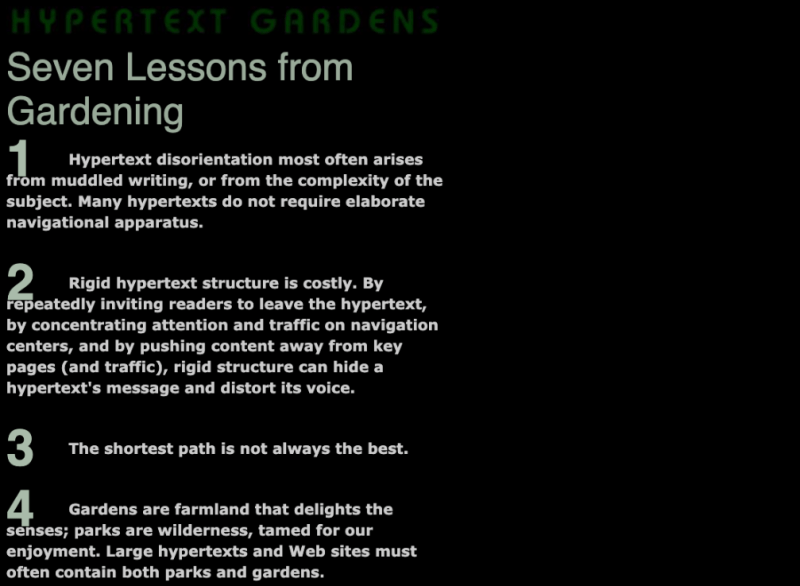 HYPERTEXT GARDENS
Seven Lessons from
Gardening
1 Hypertext disorientation most often arises
from muddled writing, or from the complexity of the
subject. Many hypertexts do not require elaborate
navigational apparatus.
2 Rigid hypertext structure is costly. By
repeatedly inviting readers to leave the hypertext,
by concentrating attention and traffic on navigation
centers, and by pushing content away from key
pages (and traffic), rigid structure can hide a
hypertext's message and distort its voice.
3 The shortest path is not always the best.
4 Gardens are farmland that delights the
senses; parks are wilderness, tamed for our
enjoyment. Large hypertexts and Web sites must
often contain both parks and gardens.